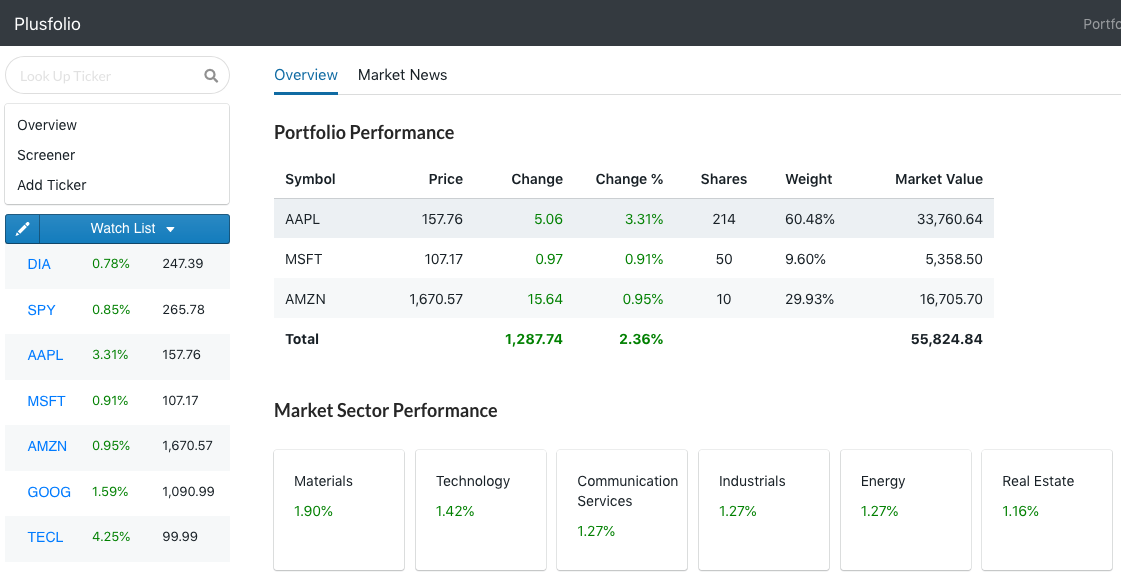 Plusfolio
Portfo
Look Up Ticker
Overview
Screener
Add Ticker
Watch List
DIA 0.78% 247.39
SPY 0.85% 265.78
AAPL 3.31% 157.76
MSFT 0.91% 107.17
AMZN 0.95% 1,670.57
GOOG 1.59% 1,090.99
TECL 4.25% 99.99
Overview Market News
Portfolio Performance
Symbol Price Change Change % Shares Weight Market Value
AAPL 157.76 5.06 3.31% 214 60.48% 33,760.64
MSFT 107.17 0.97 0.91% 50 9.60% 5,358.50
AMZN 1,670.57 15.64 0.95% 10 29.93% 16,705.70
Total 1,287.74 2.36% 55,824.84
Market Sector Performance
Materials
1.90%
Technology
1.42%
Communication
Services
1.27%
Industrials
1.27%
Energy
1.27%
Real Estate
1.16%